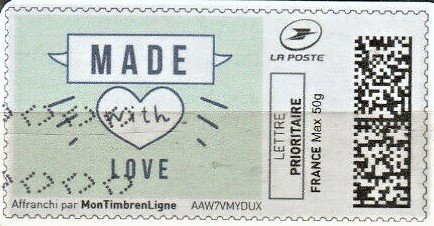 MADE
with
LOVE
Affranchi par MonTimbrenLigne
AAW7VMYDUX
LA POSTE
LETTRE
PRIORITAIRE
FRANCE Max 50g